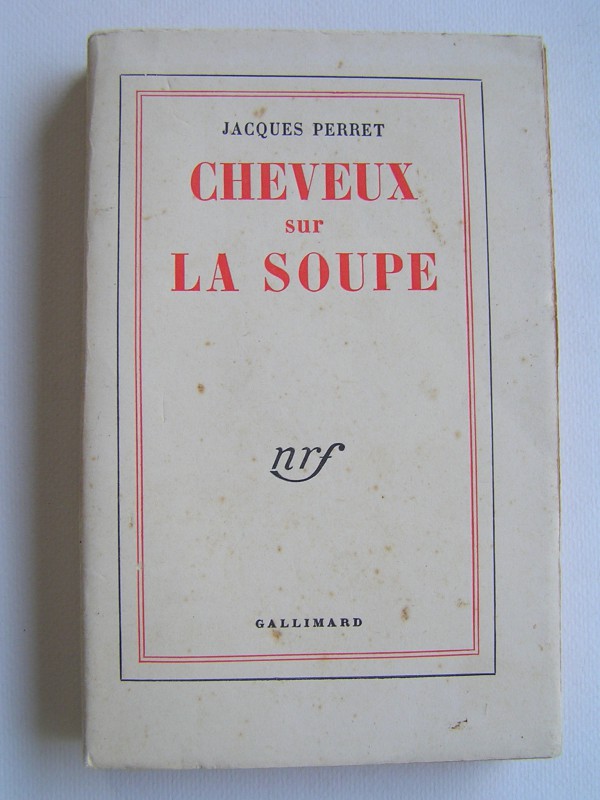 JACQUES PERRET
CHEVEUX
sur
LA SOUPE
nrf
GALLIMARD